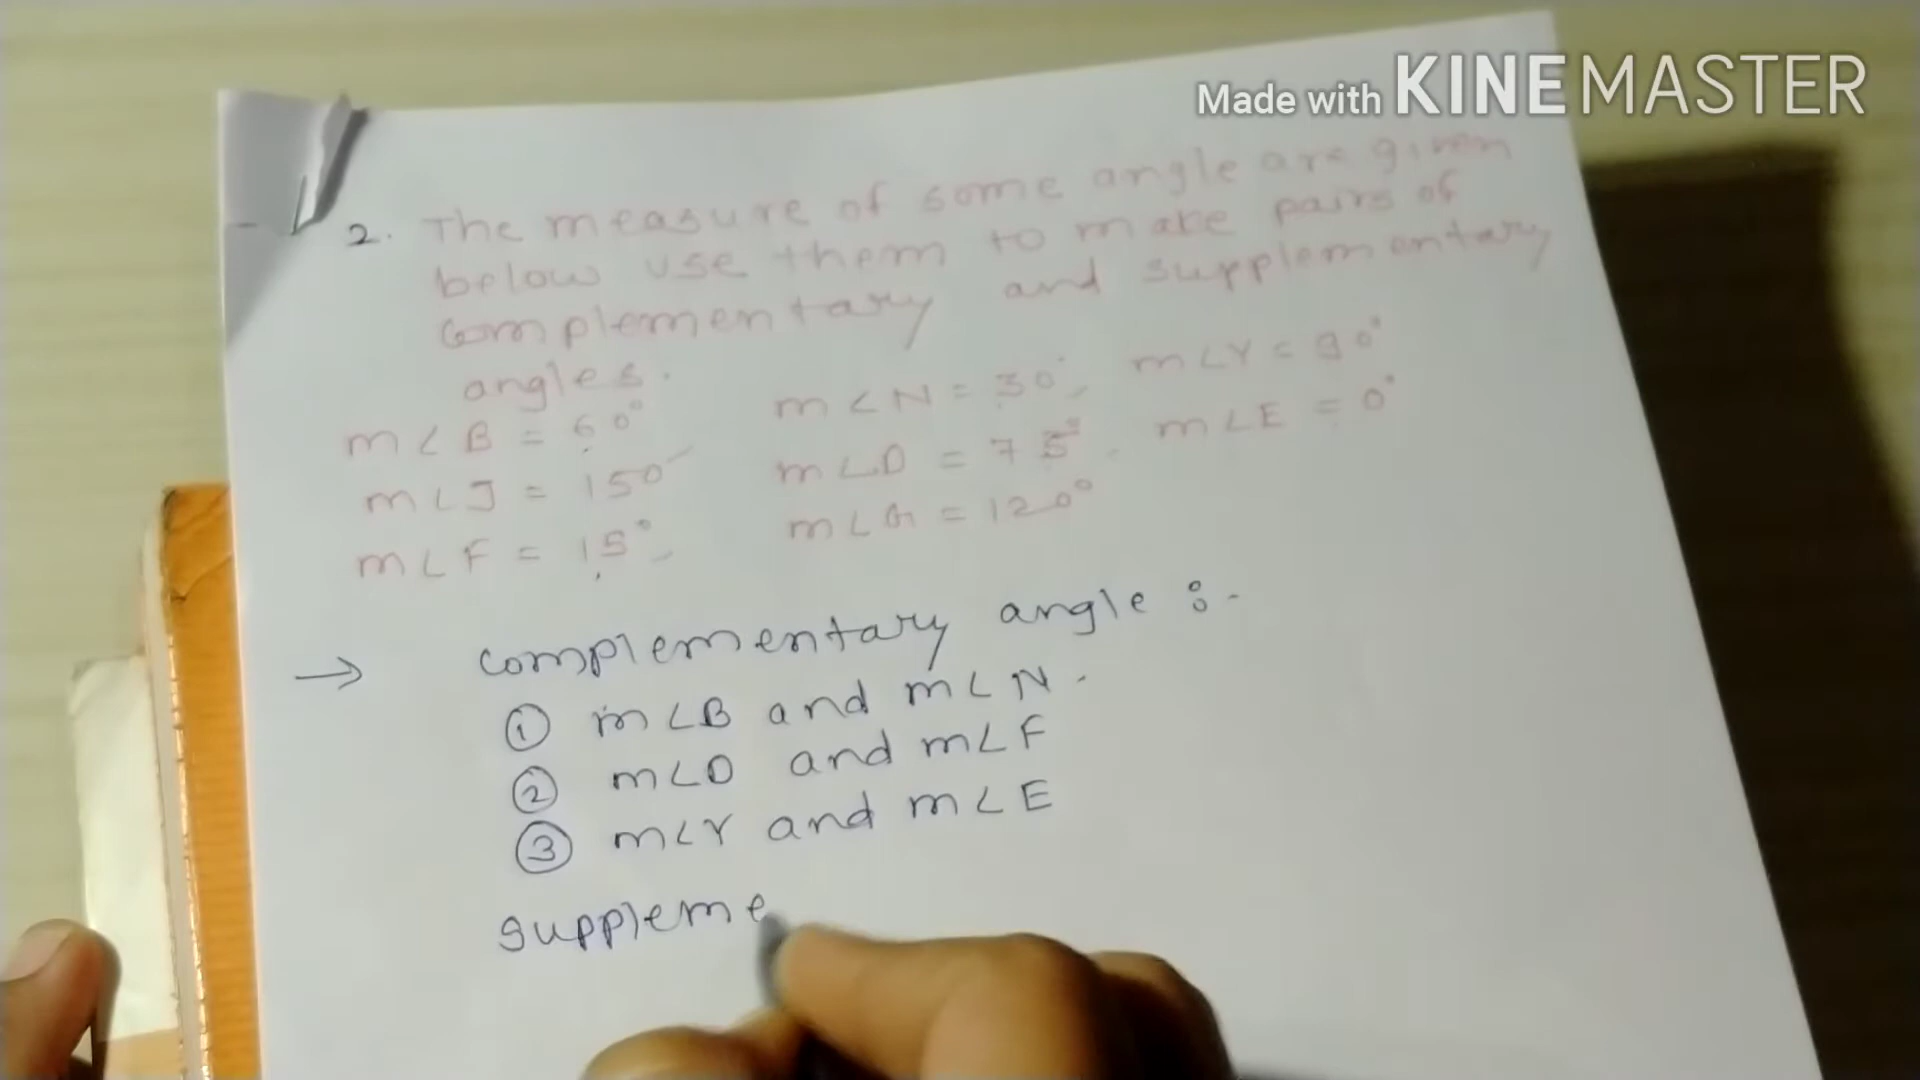 Made with KINEMASTER
2. The measure of some angle are given
below use them to make pairs of
complementary and supplementary
angles.
m∠B = 60° m∠N = 30°, m∠Y = 90°
m∠J = 150° m∠D = 75°, m∠E = 0°
m∠F = 15°, m∠G = 120°
→ complementary angle :-
① m∠B and m∠N.
② m∠D and m∠F
③ m∠Y and m∠E
suppleme